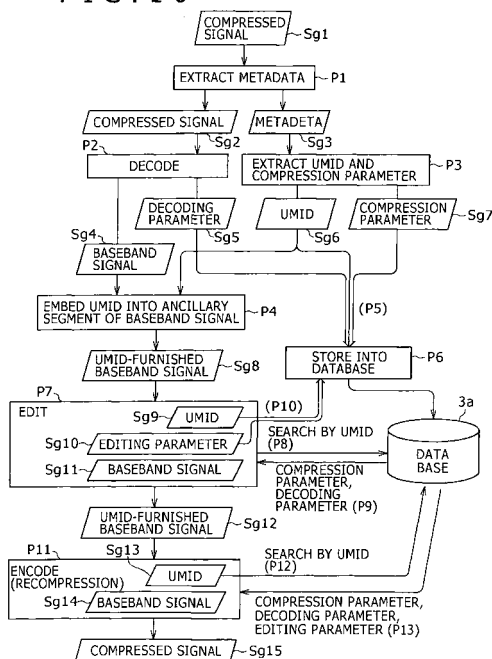 FIG. 20
COMPRESSED
SIGNAL
Sg1
EXTRACT METADATA
P1
COMPRESSED SIGNAL
METADETA
Sg2
Sg3
P2
DECODE
EXTRACT UMID AND
COMPRESSION PARAMETER
P3
DECODING
PARAMETER
UMID
COMPRESSION
PARAMETER
Sg7
Sg4
Sg5
Sg6
BASEBAND
SIGNAL
(P5)
EMBED UMID INTO ANCILLARY
SEGMENT OF BASEBAND SIGNAL
P4
UMID-FURNISHED
BASEBAND SIGNAL
Sg8
STORE INTO
DATABASE
P6
P7
EDIT
Sg9
UMID
(P10)
3a
Sg10
EDITING PARAMETER
SEARCH BY UMID
(P8)
DATA
BASE
Sg11
BASEBAND SIGNAL
COMPRESSION
PARAMETER,
DECODING
PARAMETER (P9)
UMID-FURNISHED
BASEBAND SIGNAL
Sg12
P11
Sg13
ENCODE
(RECOMPRESSION)
UMID
SEARCH BY UMID
(P12)
Sg14
BASEBAND SIGNAL
COMPRESSION PARAMETER,
DECODING PARAMETER,
EDITING PARAMETER (P13)
COMPRESSED SIGNAL
Sg15